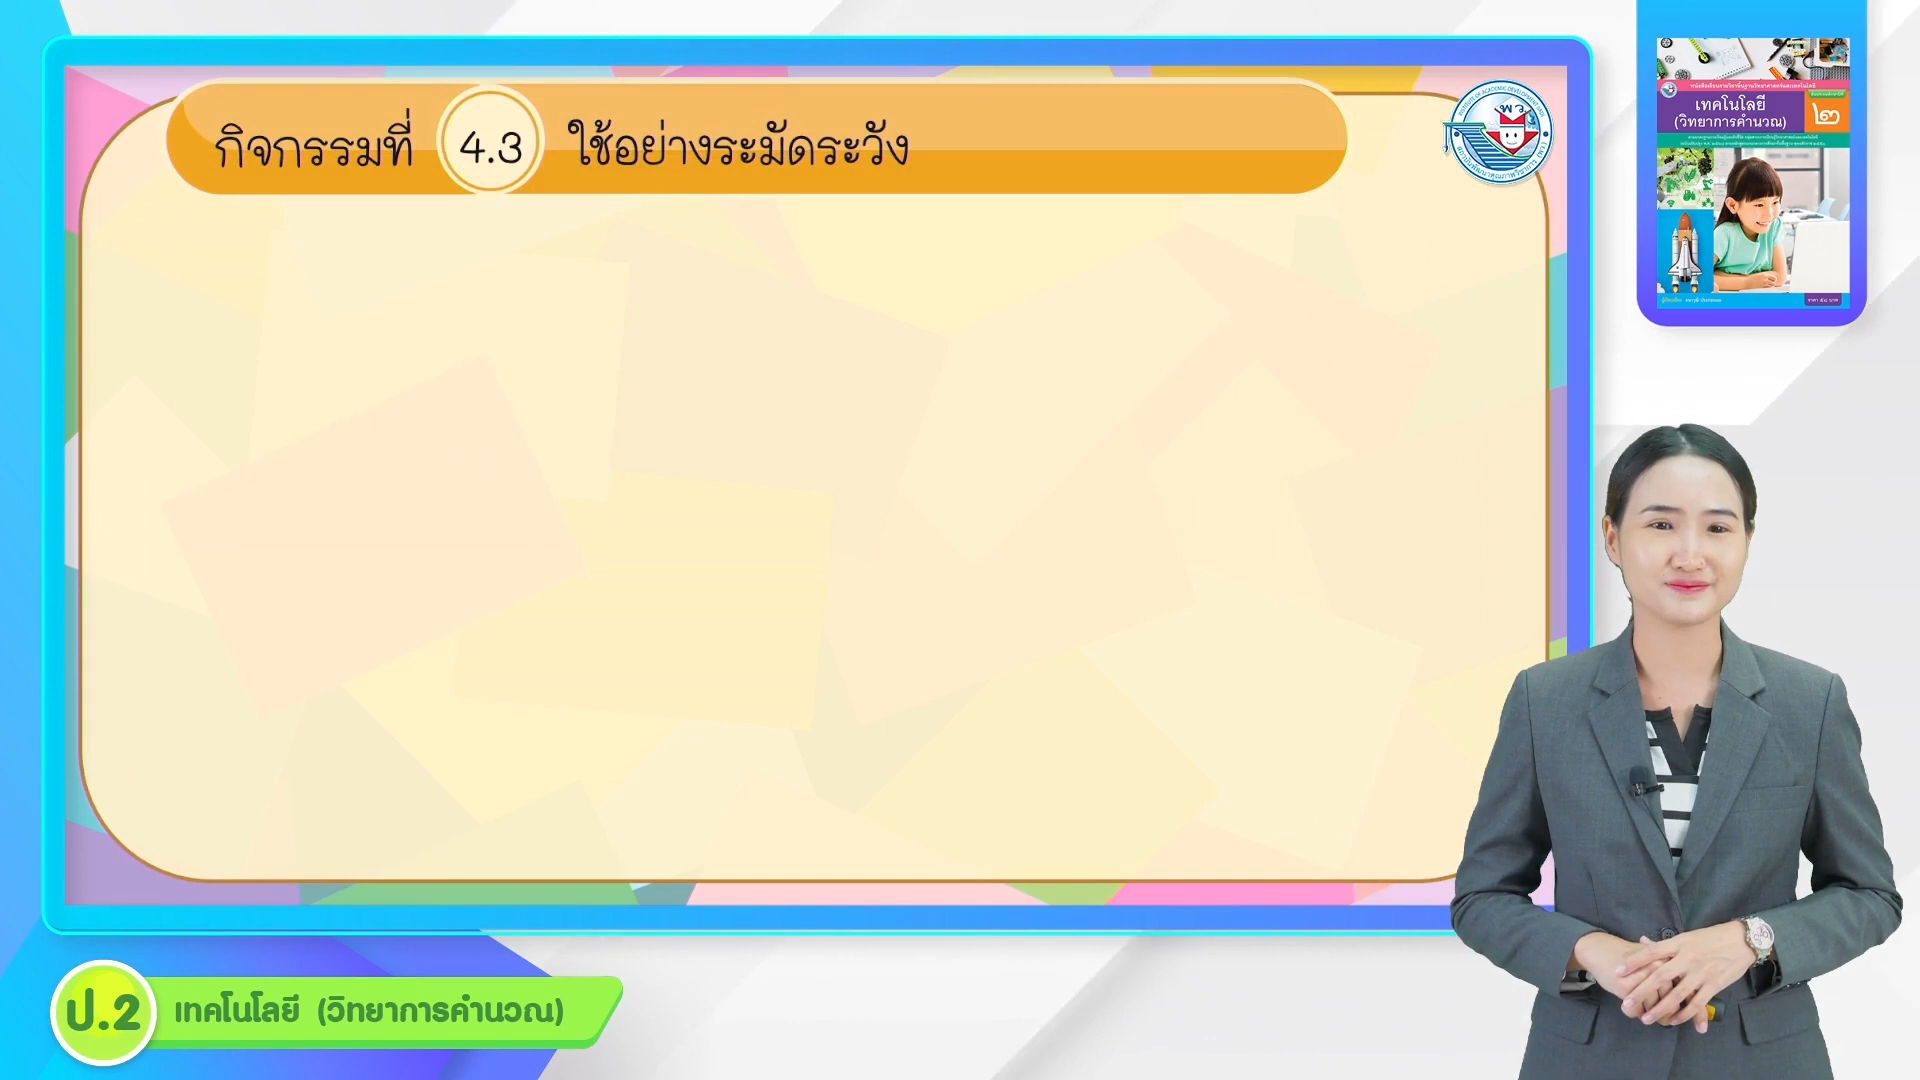 กิจกรรมที่ 4.3 ใช้อย่างระมัดระวัง
พว
เทคโนโลยี
(วิทยาการคำนวณ)
๒
ป.2 เทคโนโลยี (วิทยาการคำนวณ)